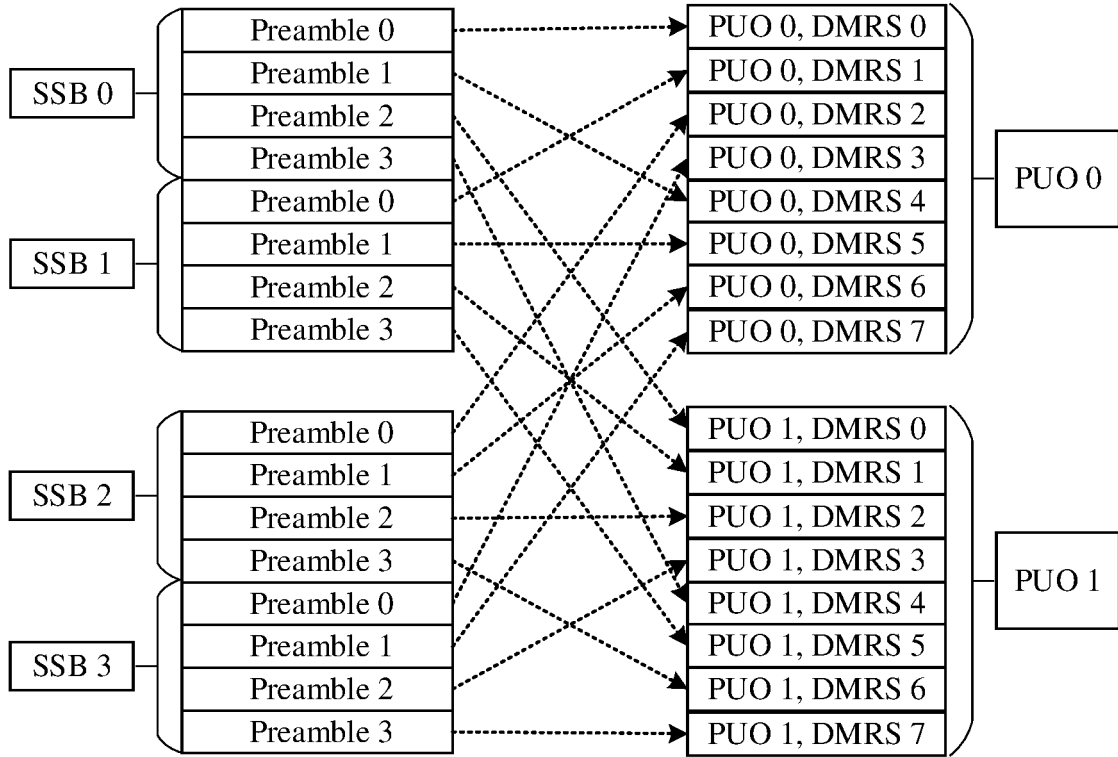 SSB 0
Preamble 0
Preamble 1
Preamble 2
Preamble 3
SSB 1
Preamble 0
Preamble 1
Preamble 2
Preamble 3
SSB 2
Preamble 0
Preamble 1
Preamble 2
Preamble 3
SSB 3
Preamble 0
Preamble 1
Preamble 2
Preamble 3
PUO 0, DMRS 0
PUO 0, DMRS 1
PUO 0, DMRS 2
PUO 0, DMRS 3
PUO 0, DMRS 4
PUO 0, DMRS 5
PUO 0, DMRS 6
PUO 0, DMRS 7
PUO 0
PUO 1, DMRS 0
PUO 1, DMRS 1
PUO 1, DMRS 2
PUO 1, DMRS 3
PUO 1, DMRS 4
PUO 1, DMRS 5
PUO 1, DMRS 6
PUO 1, DMRS 7
PUO 1